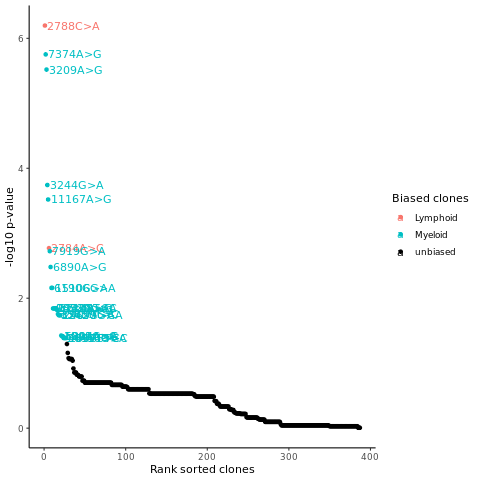 2788C>A
7374A>G
3209A>G
3244G>A
11167A>G
2784A>G
7919G>A
6890A>G
6
4
2
0
-log10 p-value
0
100
200
300
400
Rank sorted clones
Biased clones
Lymphoid
Myeloid
unbiased